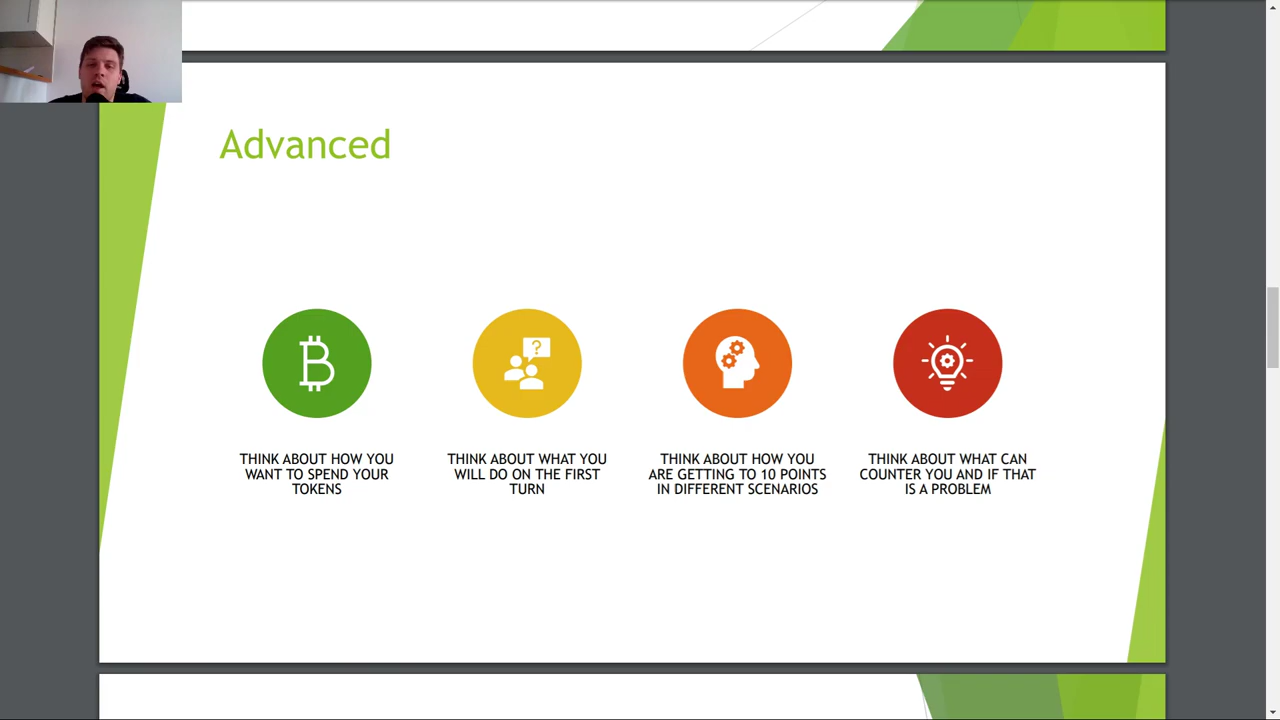 Advanced
THINK ABOUT HOW YOU
WANT TO SPEND YOUR
TOKENS
THINK ABOUT WHAT YOU
WILL DO ON THE FIRST
TURN
THINK ABOUT HOW YOU
ARE GETTING TO 10 POINTS
IN DIFFERENT SCENARIOS
THINK ABOUT WHAT CAN
COUNTER YOU AND IF THAT
IS A PROBLEM